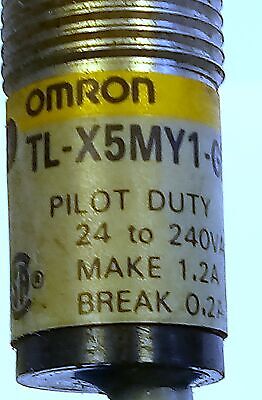 OMRON
TL-X5MY1-G
PILOT DUTY
24 to 240VA
MAKE 1.2A
BREAK 0.2A